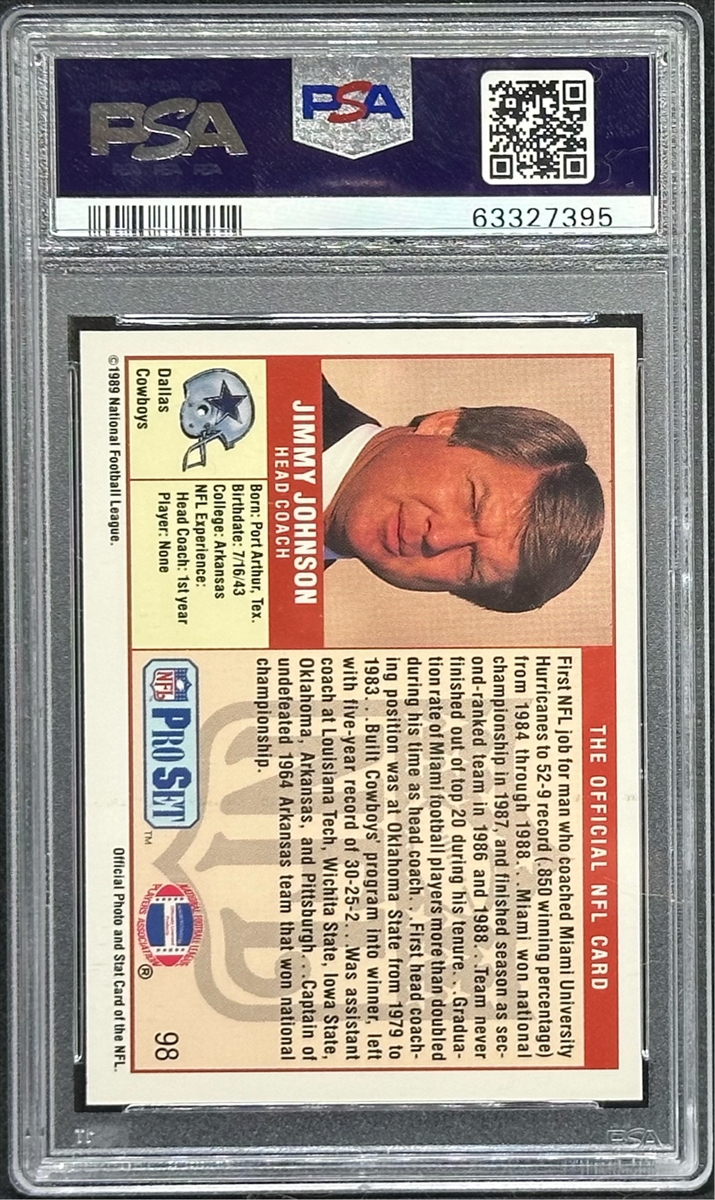 PSA
PSA
63327395
THE OFFICIAL NFL CARD
JIMMY JOHNSON
HEAD COACH
Dallas
Cowboys
Born: Port Arthur, Tex.
Birthdate: 7/16/43
College: Arkansas
NFL Experience:
Head Coach: 1st year
Player: None
First NFL job for man who coached Miami University
Hurricanes to 52-9 record (.850 winning percentage)
from 1984 through 1988. . .Miami won national
championship in 1987, and finished season as sec-
ond-ranked team in 1986 and 1988. . .Team never
finished out of top 20 during his tenure. . .Gradua-
tion rate of Miami football players more than doubled
during his time as head coach. . .First head coach-
ing position was at Oklahoma State from 1979 to
1983. . .Built Cowboys' program into winner, left
with five-year record of 30-25-2. . .Was assistant
coach at Louisiana Tech, Wichita State, Iowa State,
Oklahoma, Arkansas, and Pittsburgh. . .Captain of
undefeated 1964 Arkansas team that won national
championship.
NFL
PRO SET™
NATIONAL FOOTBALL LEAGUE
PLAYERS ASSOCIATION
®
98
©1989 National Football League.
Official Photo and Stat Card of the NFL.
PSA